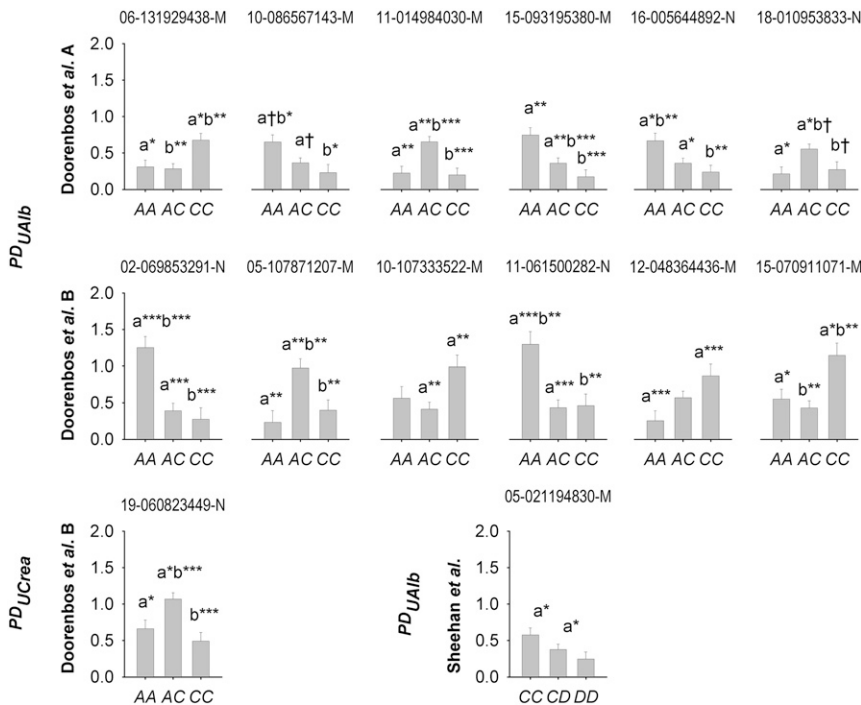 06-131929438-M 10-086567143-M 11-014984030-M 15-093195380-M 16-005644892-N 18-010953833-N
PD_UAlb
Doorenbos et al. A
2.0
1.5
1.0
0.5
0.0
a* b** a*b**
a†b* a† b*
a** a**b*** b***
a** a**b*** b***
a*b** a* b**
a* a*b† b†
AA AC CC AA AC CC AA AC CC AA AC CC AA AC CC AA AC CC
02-069853291-N 05-107871207-M 10-107333522-M 11-061500282-N 12-048364436-M 15-070911071-M
Doorenbos et al. B
2.0
1.5
1.0
0.5
0.0
a***b*** a*** b***
a** a**b** b**
a** a**
a***b** a*** b**
a*** a***
a* b** a*b**
AA AC CC AA AC CC AA AC CC AA AC CC AA AC CC AA AC CC
19-060823449-N
PD_UCrea
Doorenbos et al. B
2.0
1.5
1.0
0.5
0.0
a* a*b*** b***
AA AC CC
05-021194830-M
PD_UAlb
Sheehan et al.
2.0
1.5
1.0
0.5
0.0
a* a*
CC CD DD